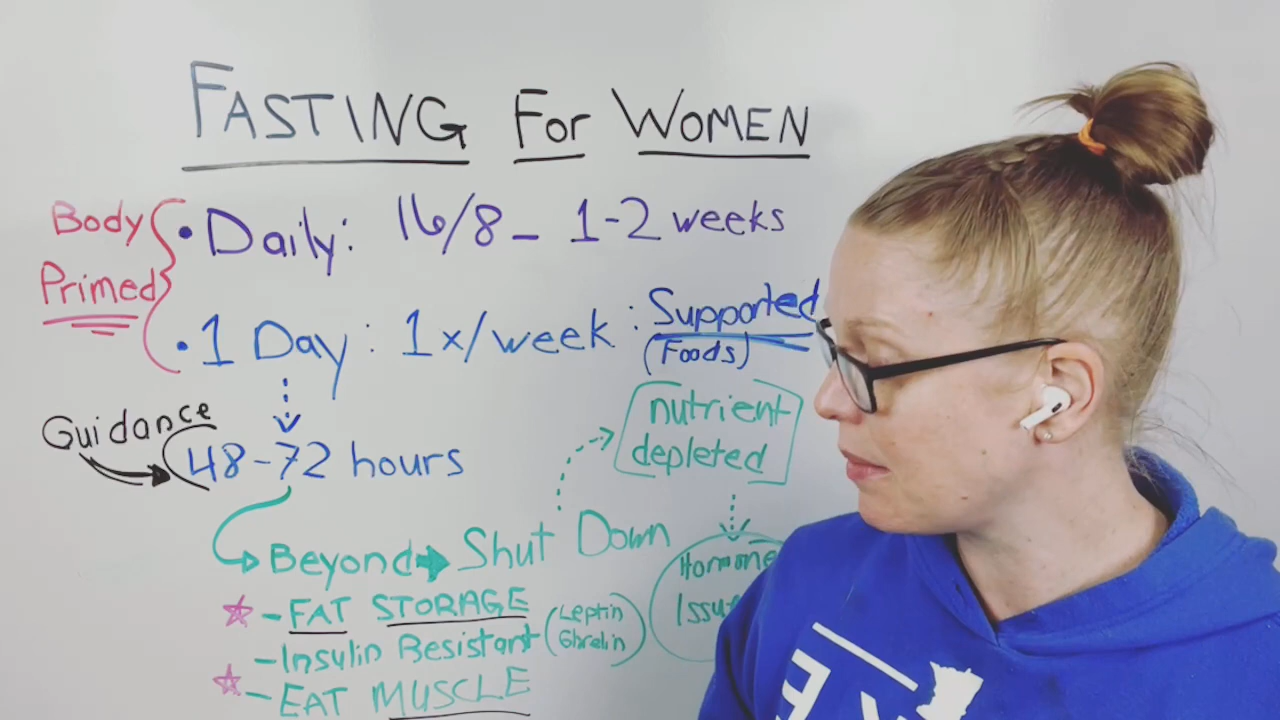 FASTING For WOMEN
Body Primed
• Daily: 16/8 - 1-2 weeks
• 1 Day: 1x/week: Supported
(Foods)
Guidance
48-72 hours
nutrient
depleted
Beyond → Shut Down
Hormone
- FAT STORAGE
- Insulin Resistant (Leptin
Ghrelin)
- EAT MUSCLE